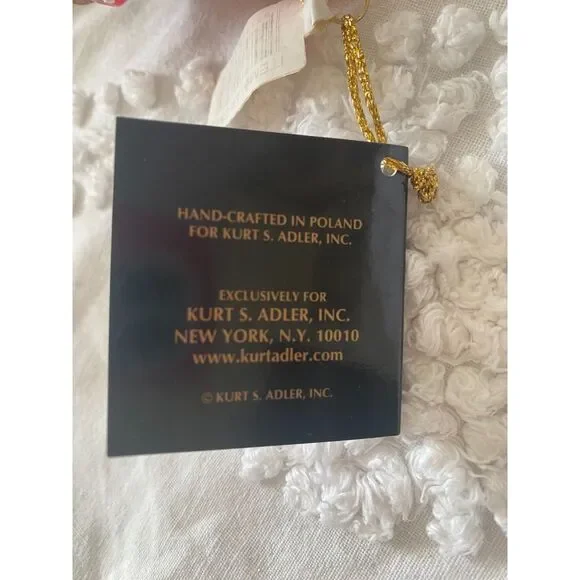 HAND-CRAFTED IN POLAND
FOR KURT S. ADLER, INC.
EXCLUSIVELY FOR
KURT S. ADLER, INC.
NEW YORK, N.Y. 10010
www.kurtadler.com
© KURT S. ADLER, INC.